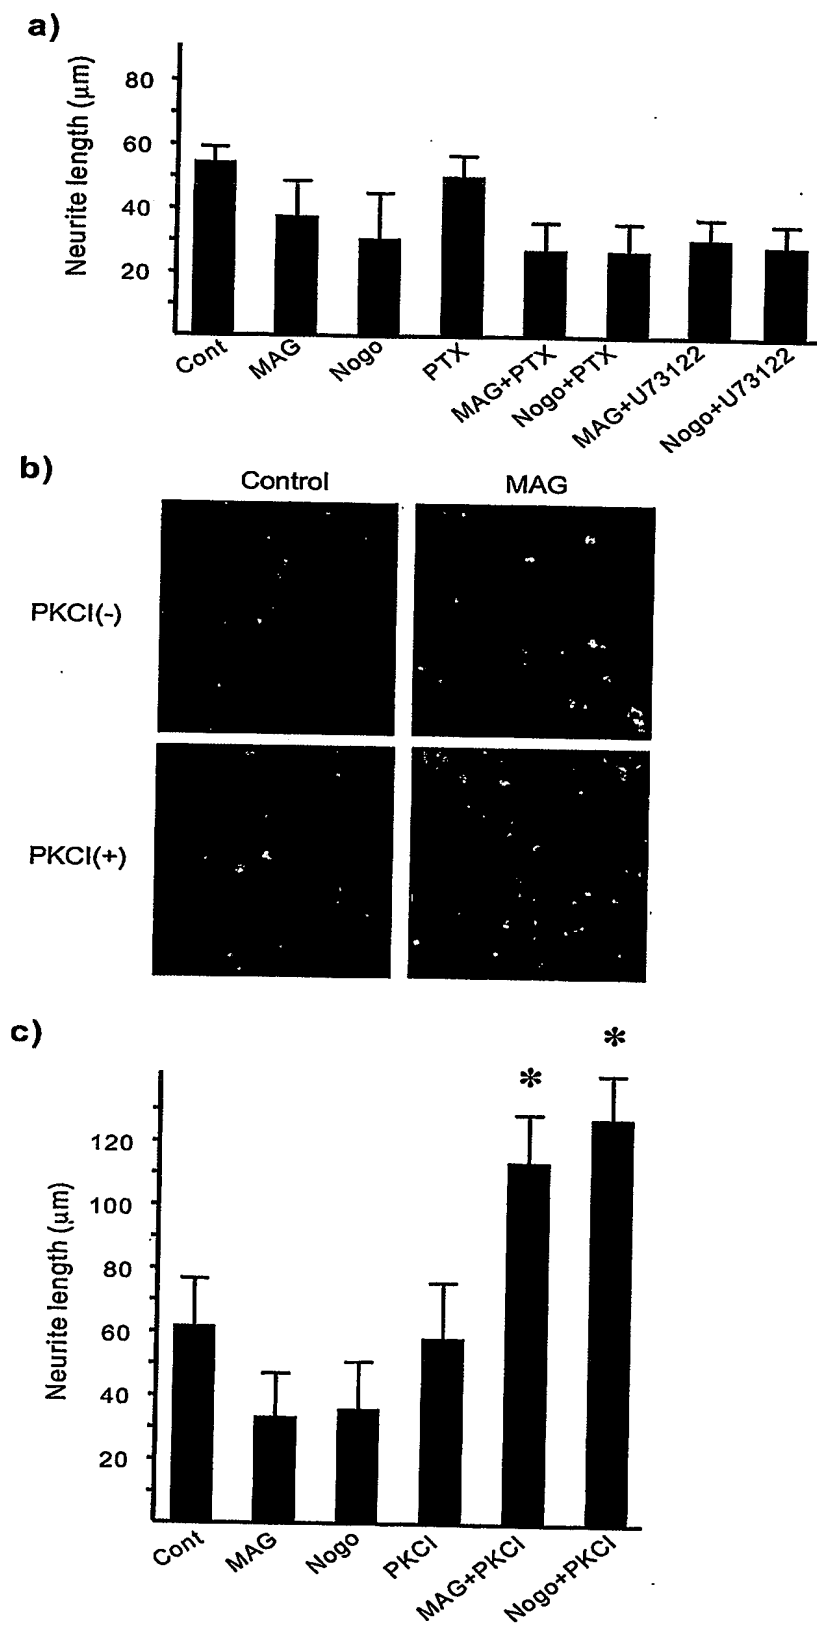 a)
Neurite length (μm)
80
60
40
20
Cont
MAG
Nogo
PTX
MAG+PTX
Nogo+PTX
MAG+U73122
Nogo+U73122
b)
Control
MAG
PKCI(-)
PKCI(+)
c)
Neurite length (μm)
*
*
120
100
80
60
40
20
Cont
MAG
Nogo
PKCI
MAG+PKCI
Nogo+PKCI